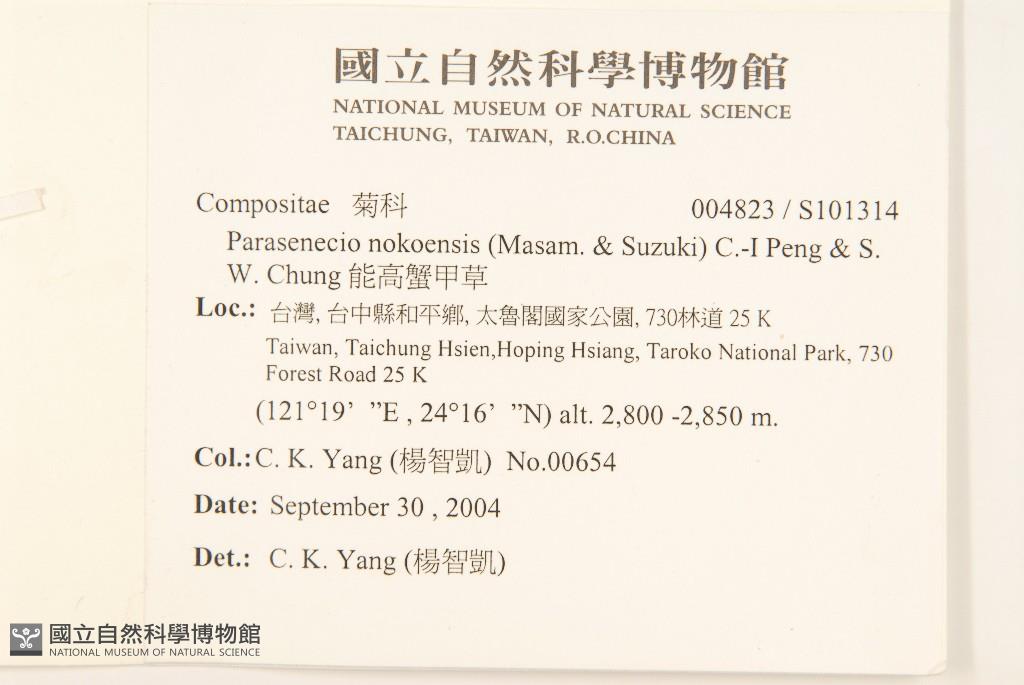 國立自然科學博物館
NATIONAL MUSEUM OF NATURAL SCIENCE
TAICHUNG, TAIWAN, R.O.CHINA
Compositae 菊科 004823 / S101314
Parasenecio nokoensis (Masam. & Suzuki) C.-I Peng & S.
W. Chung 能高蟹甲草
Loc.: 台灣, 台中縣和平鄉, 太魯閣國家公園, 730林道 25 K
Taiwan, Taichung Hsien,Hoping Hsiang, Taroko National Park, 730
Forest Road 25 K
(121°19’ ”E , 24°16’ ”N) alt. 2,800 -2,850 m.
Col.: C. K. Yang (楊智凱) No.00654
Date: September 30 , 2004
Det.: C. K. Yang (楊智凱)
國立自然科學博物館
NATIONAL MUSEUM OF NATURAL SCIENCE